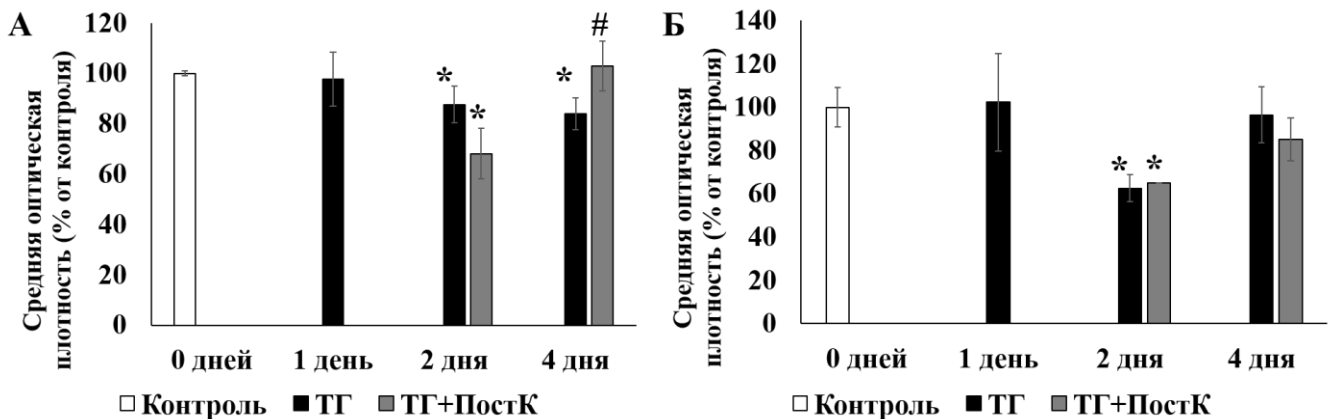 А
Средняя оптическая
плотность (% от контроля)
120
100
80
60
40
20
0
*
*
*
#
0 дней 1 день 2 дня 4 дня
Контроль ТГ ТГ+ПостК
Б
Средняя оптическая
плотность (% от контроля)
140
120
100
80
60
40
20
0
* *
0 дней 1 день 2 дня 4 дня
Контроль ТГ ТГ+ПостК